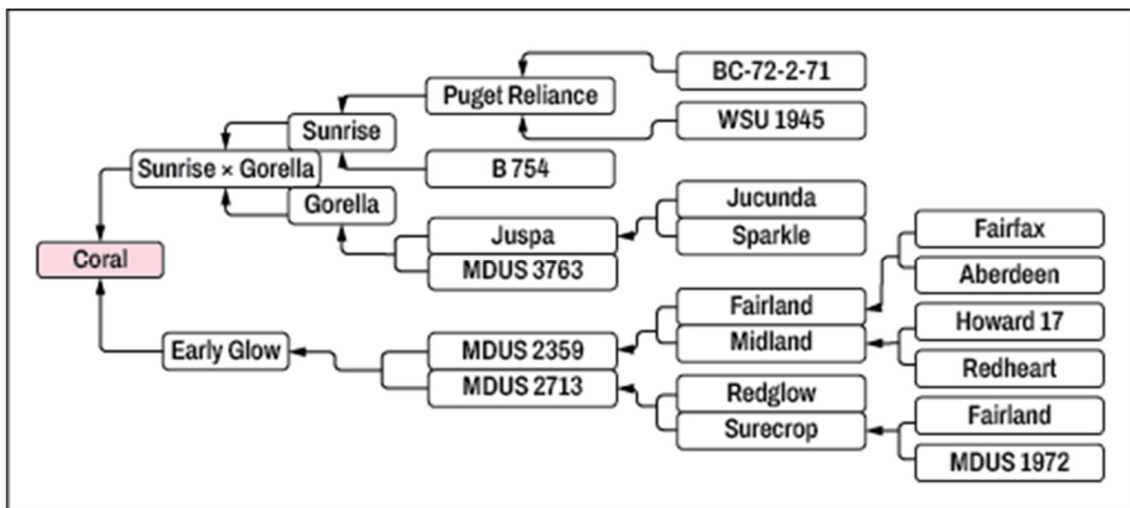 BC-72-2-71
Puget Reliance
WSU 1945
Sunrise
B 754
Sunrise × Gorella
Gorella
Jucunda
Juspa
Sparkle
MDUS 3763
Coral
Fairfax
Aberdeen
Fairland
Howard 17
Midland
Early Glow
MDUS 2359
Redheart
MDUS 2713
Redglow
Fairland
Surecrop
MDUS 1972